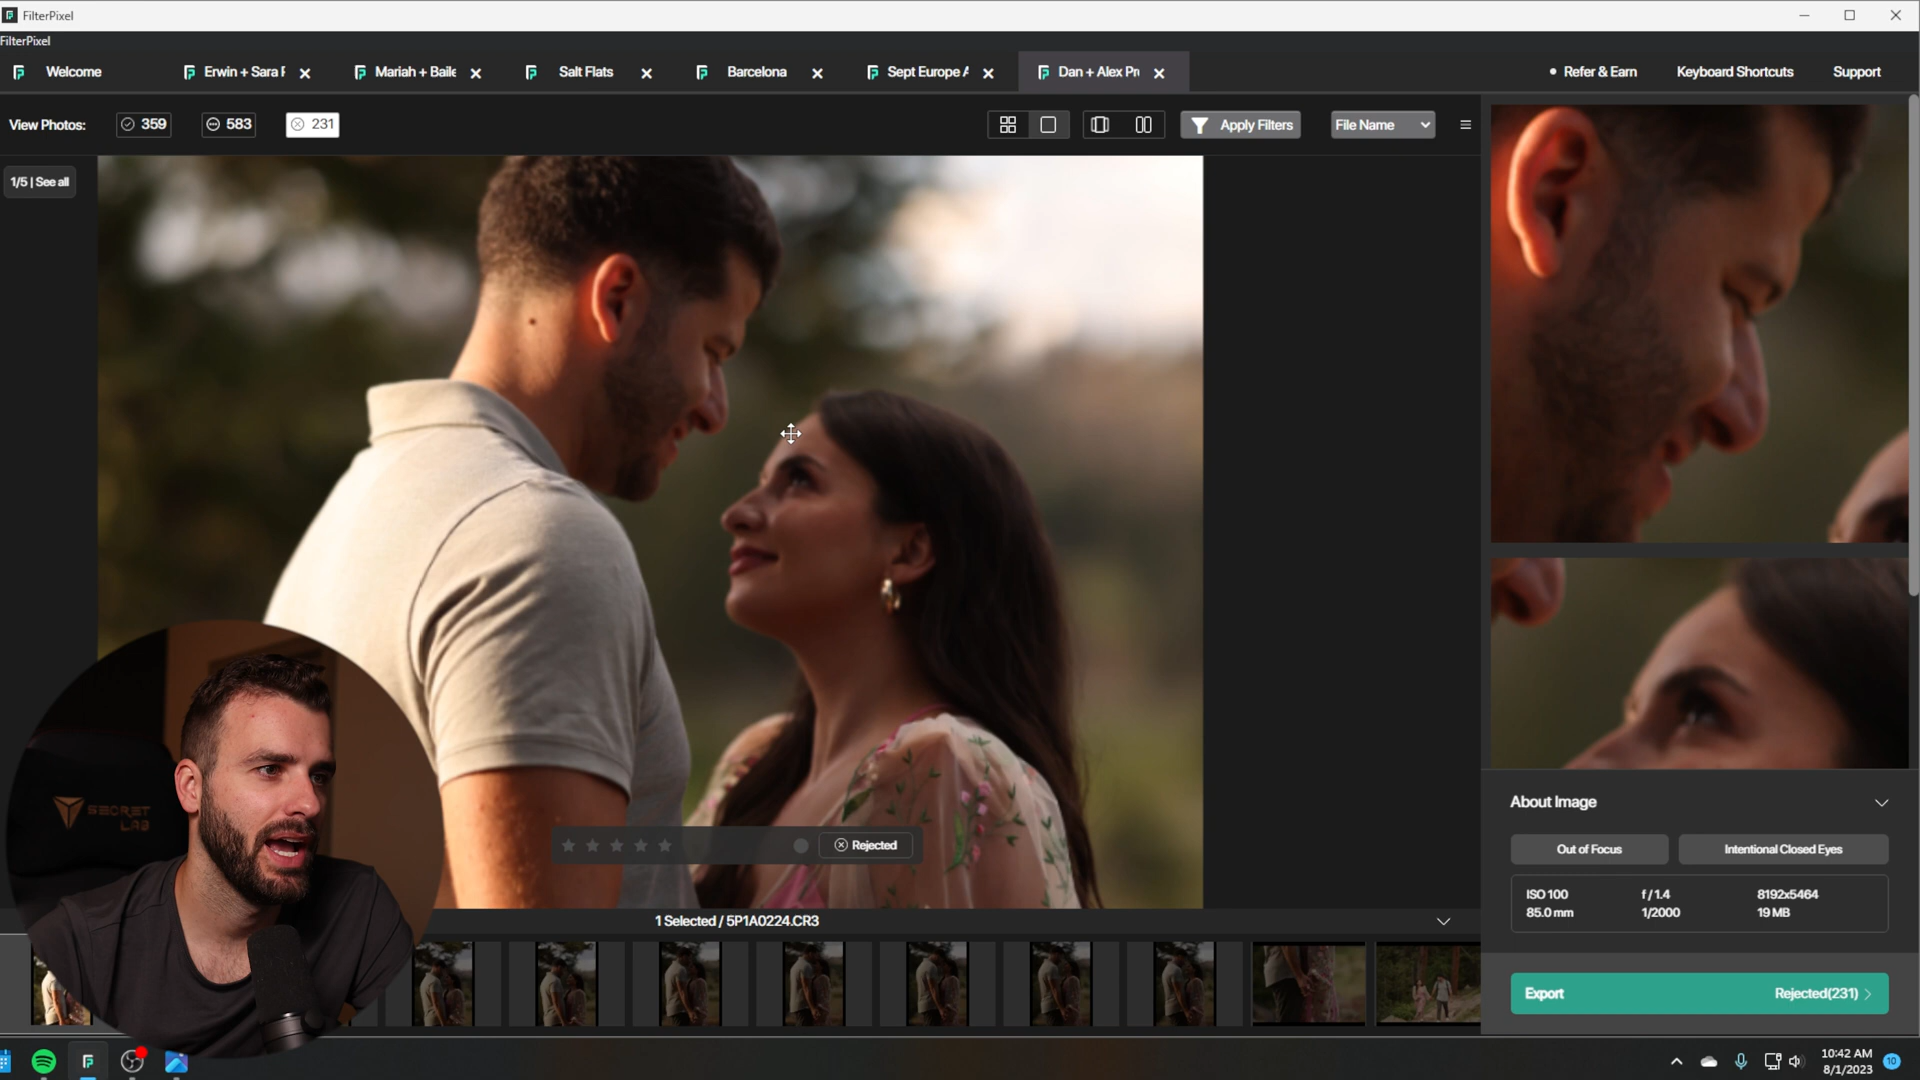 FilterPixel
FilterPixel
Welcome
Erwin + Sara F
Mariah + Baile
Salt Flats
Barcelona
Sept Europe A
Dan + Alex Pr
Refer & Earn
Keyboard Shortcuts
Support
View Photos:
359
583
231
Apply Filters
File Name
1/5 | See all
SECRET
LAB
Rejected
1 Selected / 5P1A0224.CR3
About Image
Out of Focus
Intentional Closed Eyes
ISO 100
f / 1.4
8192x5464
85.0 mm
1/2000
19 MB
Export
Rejected(231)
10:42 AM
8/1/2023
10